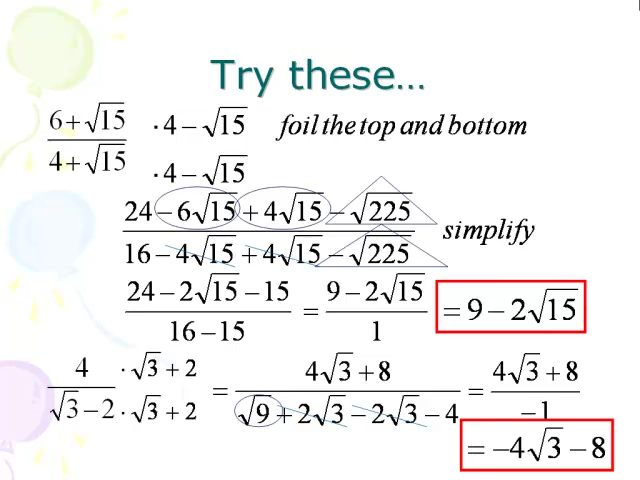 Try these…
6+√15 / 4+√15 ·4−√15 foil the top and bottom
·4−√15
24−6√15+4√15−√225 / 16−4√15+4√15−√225 simplify
24−2√15−15 / 16−15 = 9−2√15 / 1 = 9−2√15
4 / √3−2 ·√3+2 ·√3+2 = 4√3+8 / √9+2√3−2√3−4 = 4√3+8 / −1
= −4√3−8